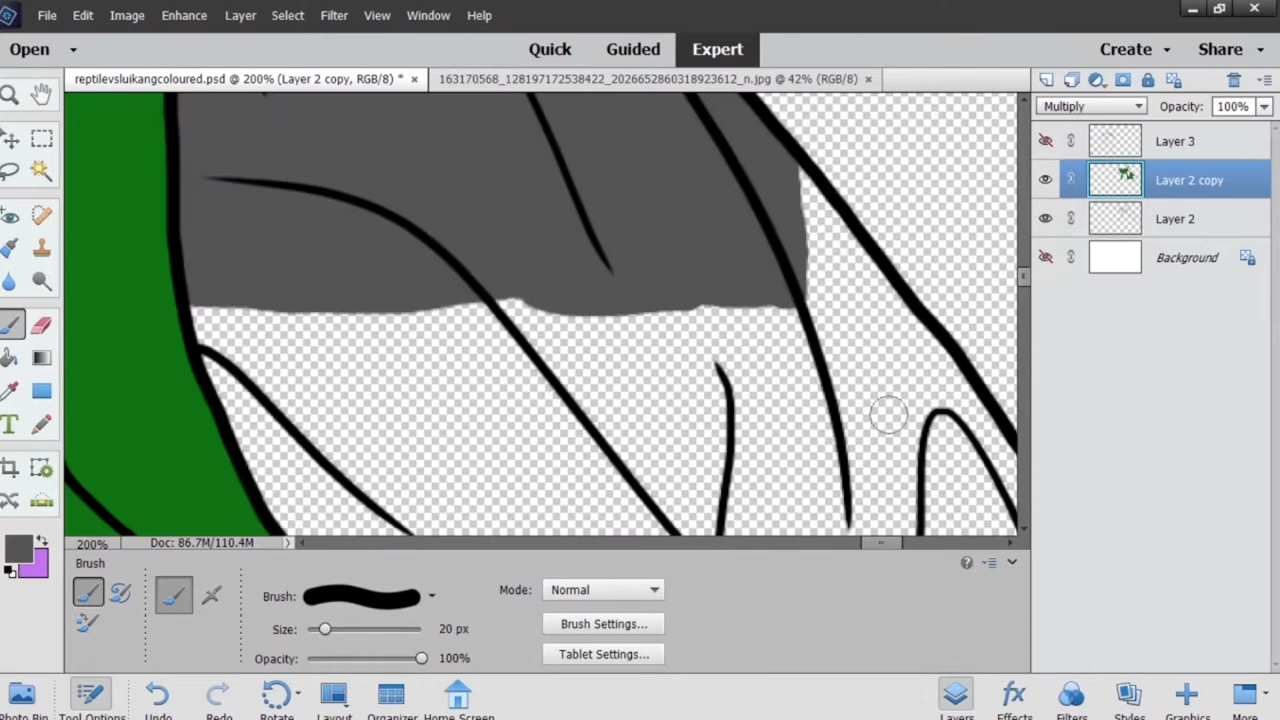 File Edit Image Enhance Layer Select Filter View Window Help
Open Quick Guided Expert Create Share
reptilevsluikangcoloured.psd @ 200% (Layer 2 copy, RGB/8) * × 163170568_128197172538422_2026652860318923612_n.jpg @ 42% (RGB/8) ×
Multiply Opacity: 100%
Layer 3
Layer 2 copy
Layer 2
Background
200% Doc: 86.7M/110.4M
Brush
Brush: Mode: Normal
Size: 20 px Brush Settings...
Opacity: 100% Tablet Settings...
Photo Bin Tool Options Undo Redo Rotate Layout Organizer Home Screen Layers Effects Filters Styles Graphics More